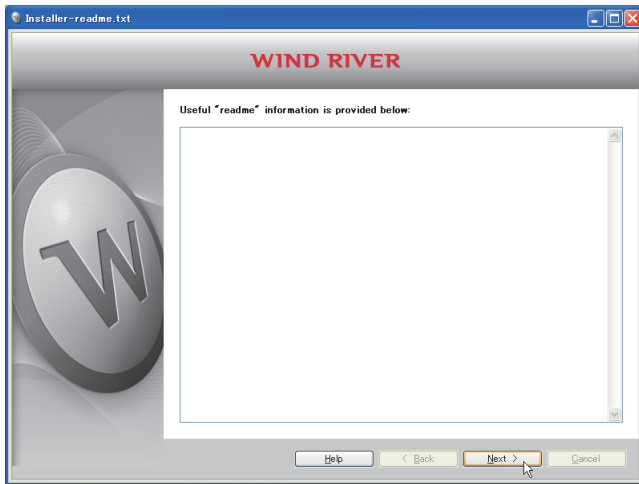 Installer-readme.txt
WIND RIVER
Useful "readme" information is provided below:
W
Help < Back Next > Cancel